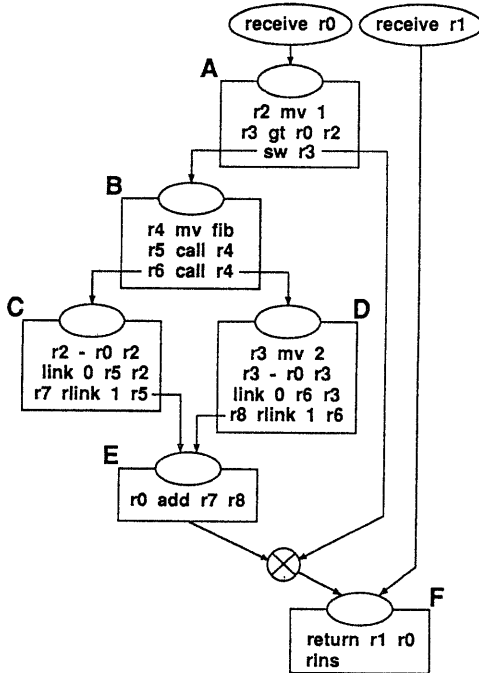 receive r0
receive r1
A
r2 mv 1
r3 gt r0 r2
sw r3
B
r4 mv fib
r5 call r4
r6 call r4
C
r2 - r0 r2
link 0 r5 r2
r7 rlink 1 r5
D
r3 mv 2
r3 - r0 r3
link 0 r6 r3
r8 rlink 1 r6
E
r0 add r7 r8
F
return r1 r0
rins